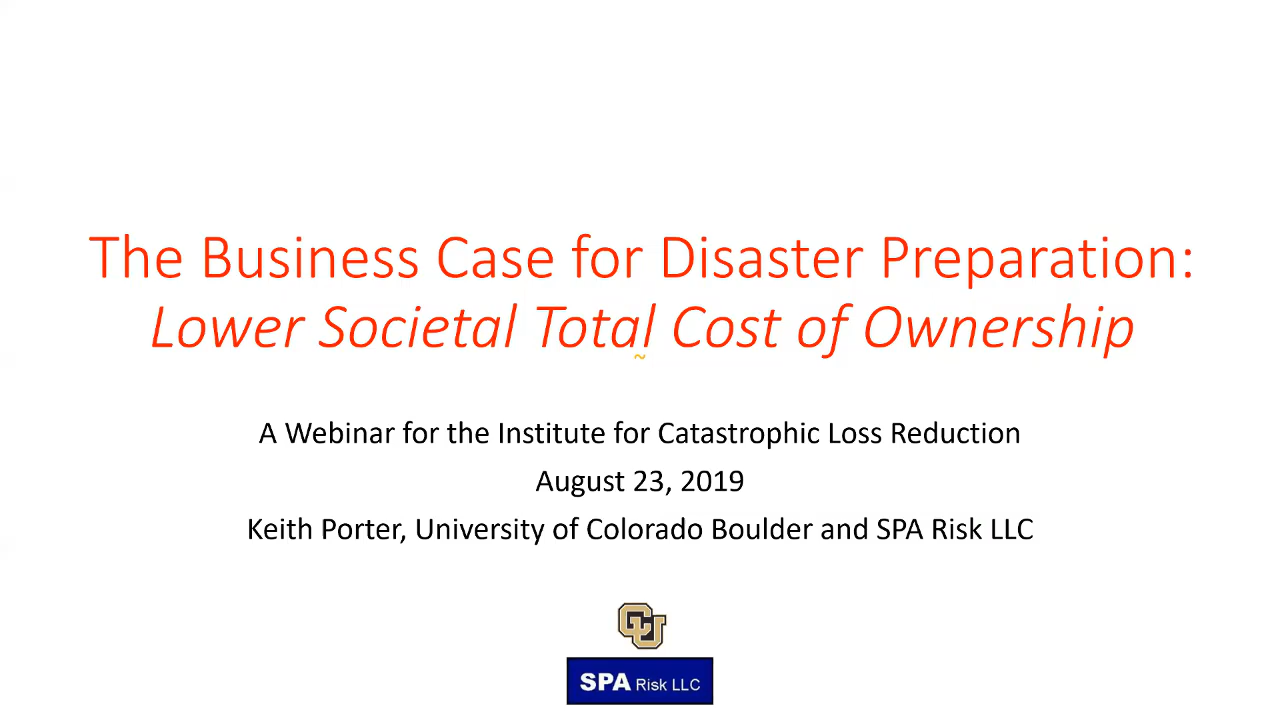 The Business Case for Disaster Preparation:
Lower Societal Total Cost of Ownership
~
A Webinar for the Institute for Catastrophic Loss Reduction
August 23, 2019
Keith Porter, University of Colorado Boulder and SPA Risk LLC
CU
SPA Risk LLC